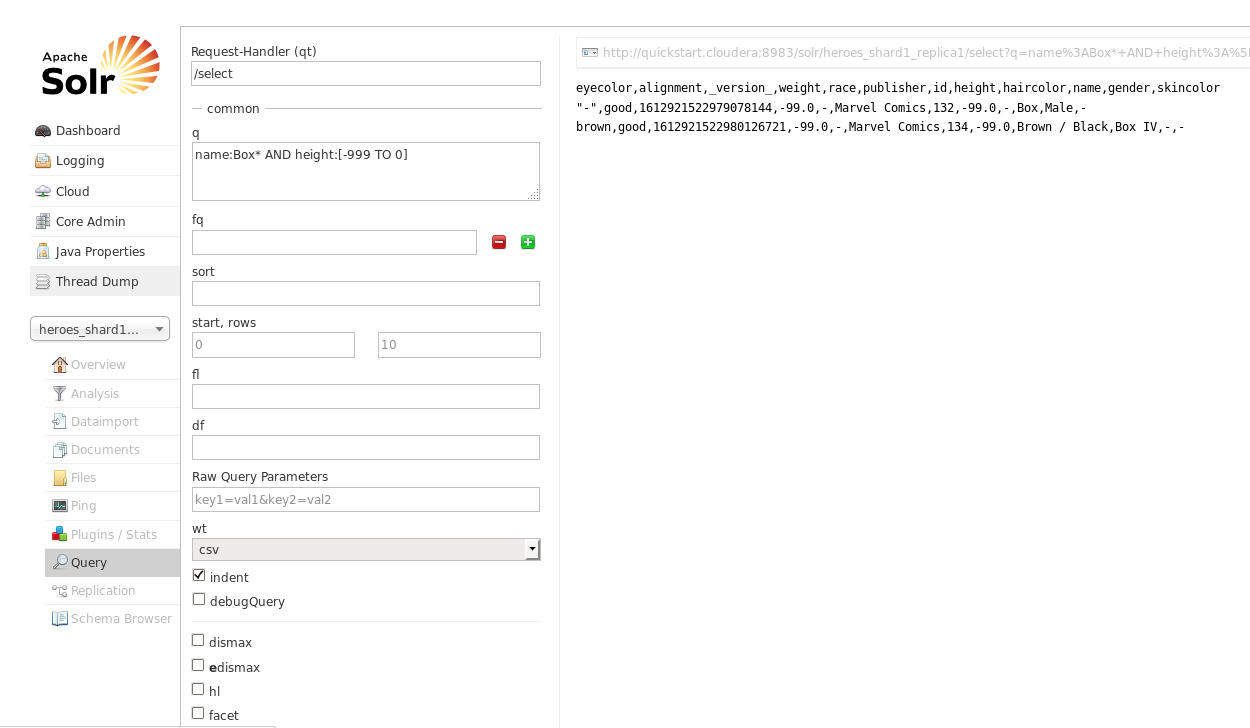 Apache
Solr
Dashboard
Logging
Cloud
Core Admin
Java Properties
Thread Dump
heroes_shard1...
Overview
Analysis
Dataimport
Documents
Files
Ping
Plugins / Stats
Query
Replication
Schema Browser
Request-Handler (qt)
/select
common
q
name:Box* AND height:[-999 TO 0]
fq
sort
start, rows
0 10
fl
df
Raw Query Parameters
key1=val1&key2=val2
wt
csv
indent
debugQuery
dismax
edismax
hl
facet
http://quickstart.cloudera:8983/solr/heroes_shard1_replica1/select?q=name%3ABox*+AND+height%3A%5
eyecolor,alignment,_version_,weight,race,publisher,id,height,haircolor,name,gender,skincolor
"-",good,1612921522979078144,-99.0,-,Marvel Comics,132,-99.0,-,Box,Male,-
brown,good,1612921522980126721,-99.0,-,Marvel Comics,134,-99.0,Brown / Black,Box IV,-,-